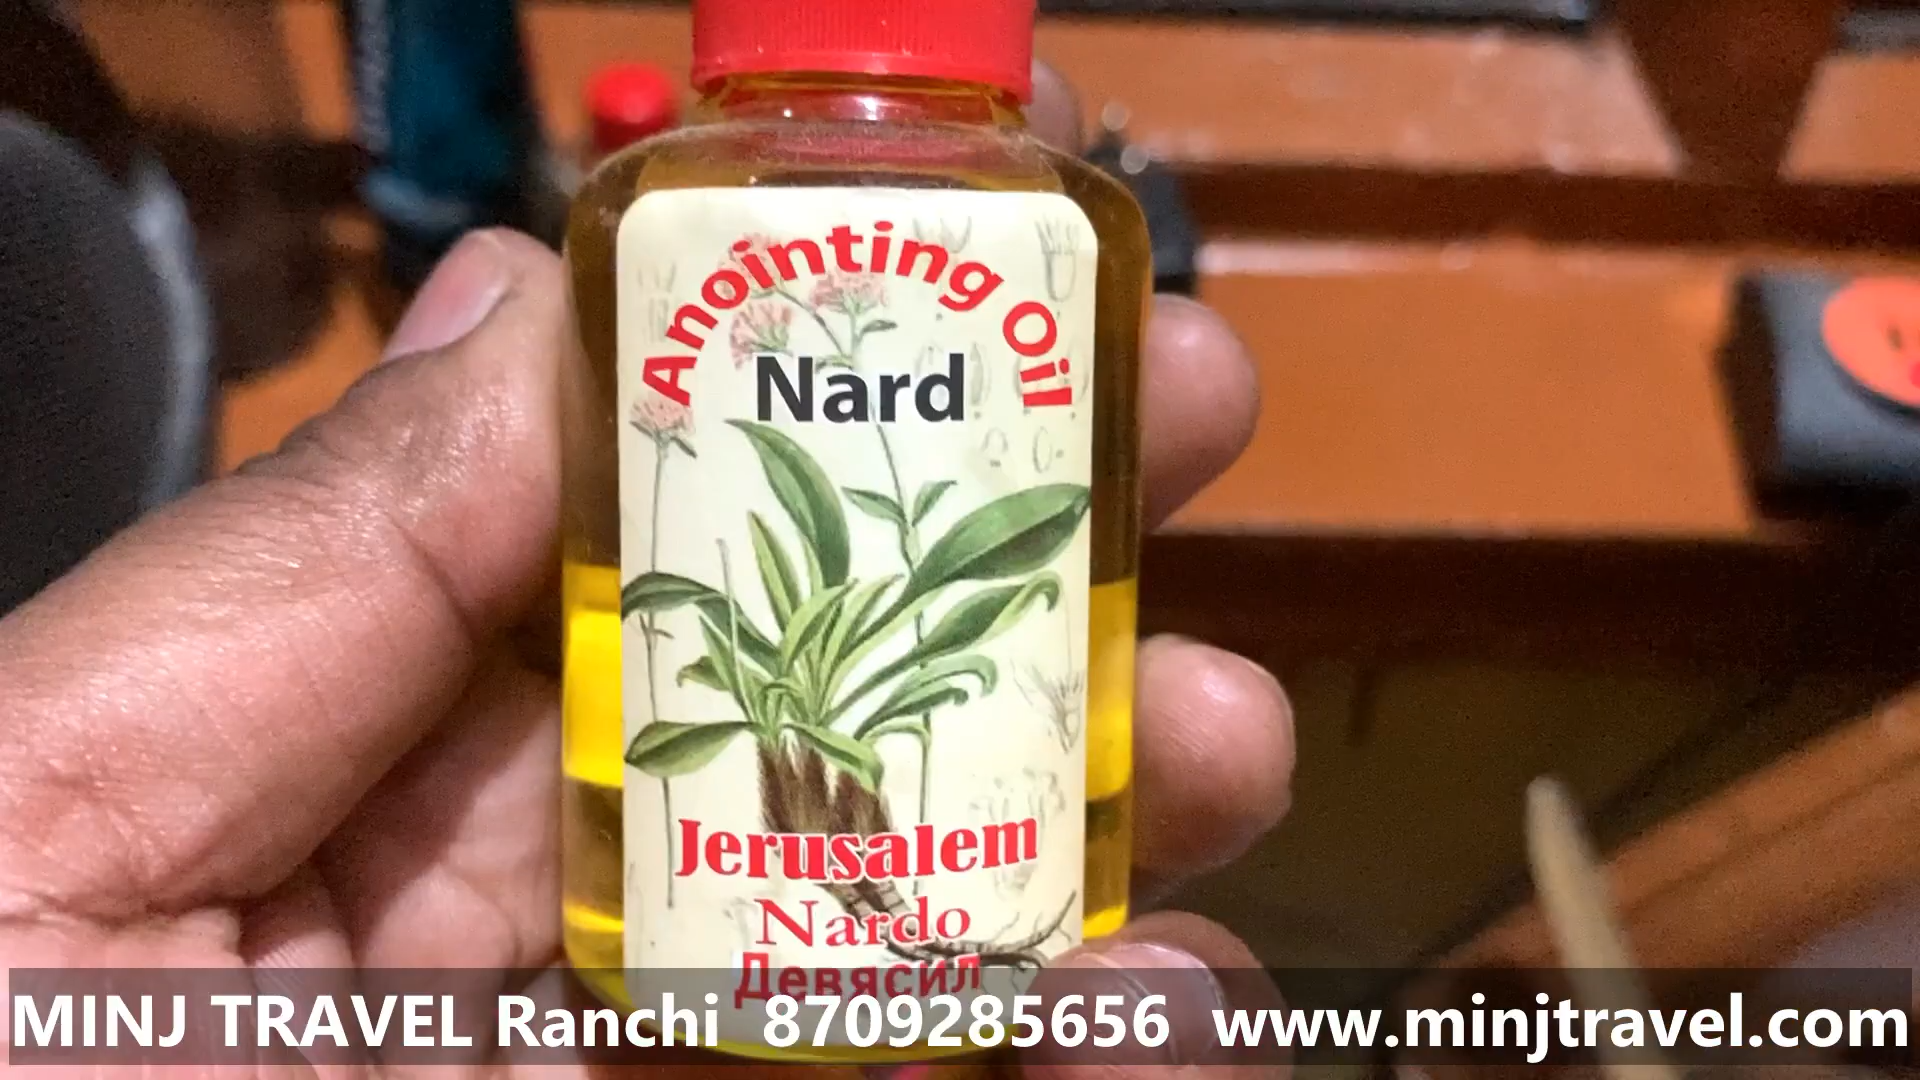 Anointing Oil
Nard
Jerusalem
Nardo
Девясил
MINJ TRAVEL Ranchi 8709285656 www.minjtravel.com